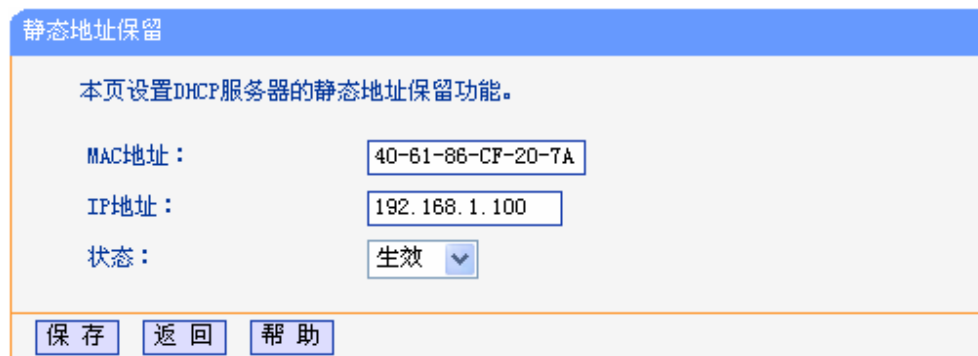 静态地址保留
本页设置DHCP服务器的静态地址保留功能。
MAC地址： 40-61-86-CF-20-7A
IP地址： 192.168.1.100
状态： 生效
保 存 返 回 帮 助